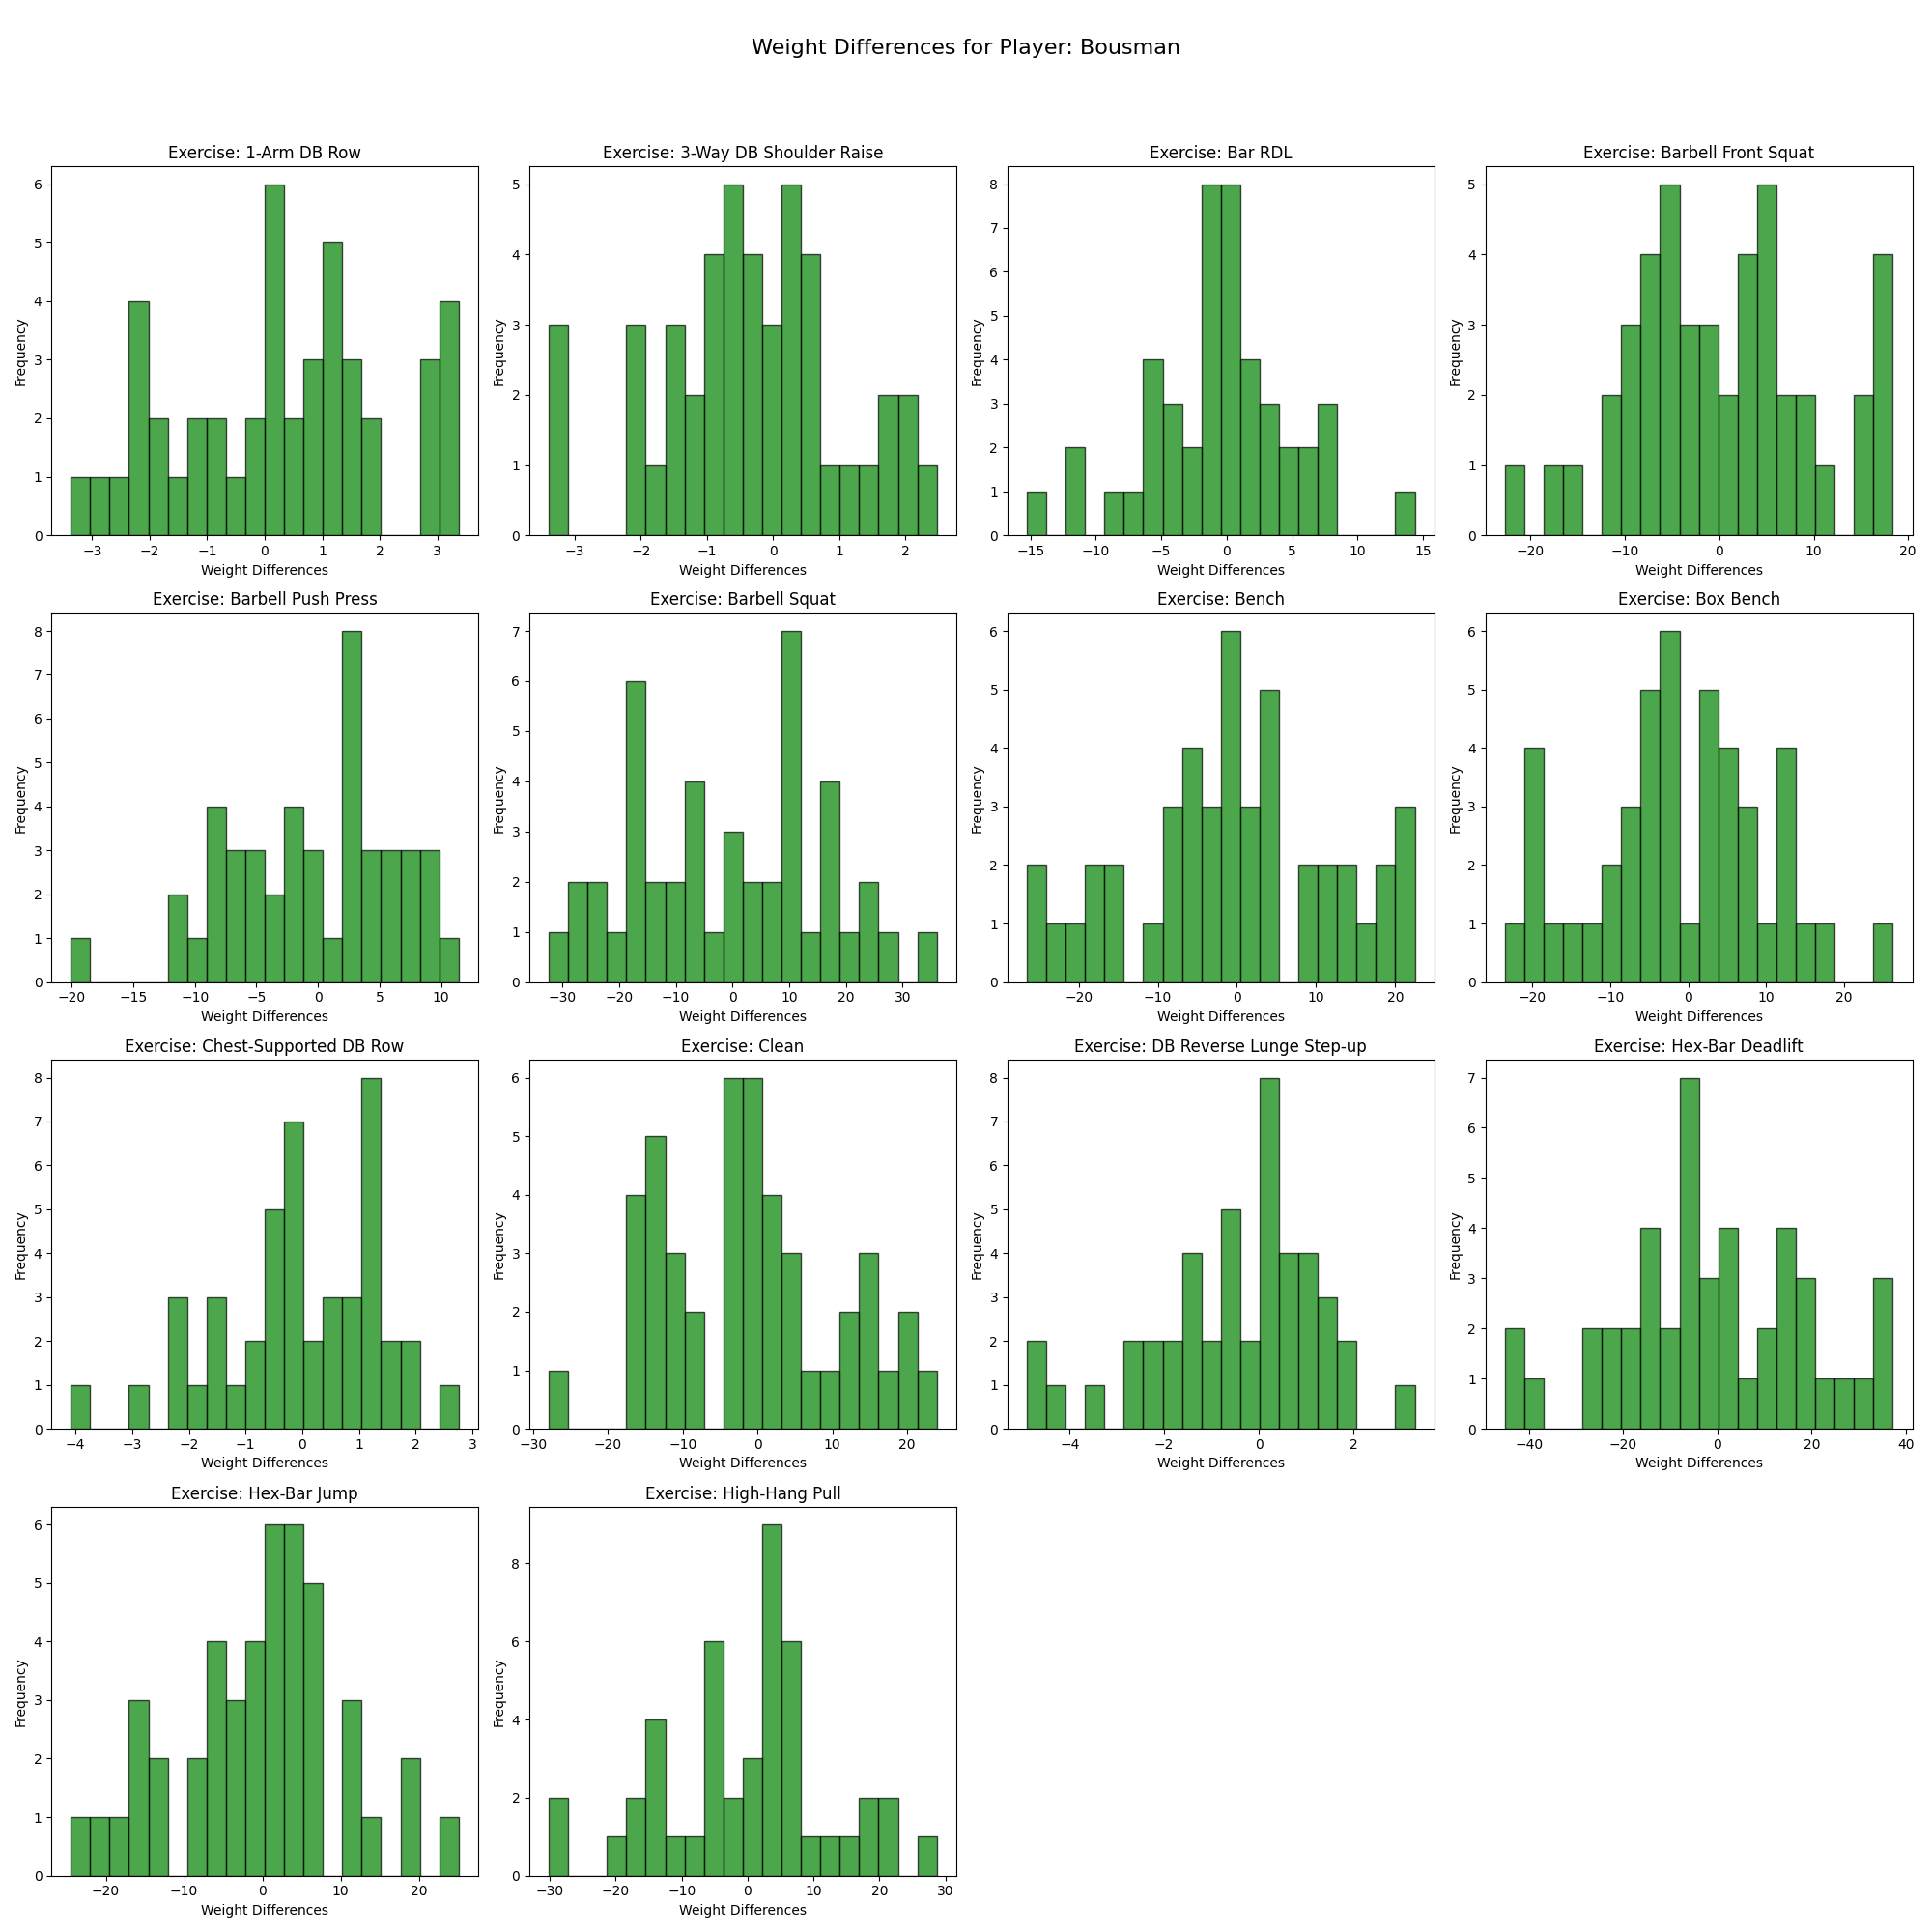 Weight Differences for Player: Bousman
Exercise: 1-Arm DB Row
Frequency
6
5
4
3
2
1
0
−3 −2 −1 0 1 2 3
Weight Differences
Exercise: 3-Way DB Shoulder Raise
Frequency
5
4
3
2
1
0
−3 −2 −1 0 1 2
Weight Differences
Exercise: Bar RDL
Frequency
8
7
6
5
4
3
2
1
0
−15 −10 −5 0 5 10 15
Weight Differences
Exercise: Barbell Front Squat
Frequency
5
4
3
2
1
0
−20 −10 0 10 20
Weight Differences
Exercise: Barbell Push Press
Frequency
8
7
6
5
4
3
2
1
0
−20 −15 −10 −5 0 5 10
Weight Differences
Exercise: Barbell Squat
Frequency
7
6
5
4
3
2
1
0
−30 −20 −10 0 10 20 30
Weight Differences
Exercise: Bench
Frequency
6
5
4
3
2
1
0
−20 −10 0 10 20
Weight Differences
Exercise: Box Bench
Frequency
6
5
4
3
2
1
0
−20 −10 0 10 20
Weight Differences
Exercise: Chest-Supported DB Row
Frequency
8
7
6
5
4
3
2
1
0
−4 −3 −2 −1 0 1 2 3
Weight Differences
Exercise: Clean
Frequency
6
5
4
3
2
1
0
−30 −20 −10 0 10 20
Weight Differences
Exercise: DB Reverse Lunge Step-up
Frequency
8
7
6
5
4
3
2
1
0
−4 −2 0 2
Weight Differences
Exercise: Hex-Bar Deadlift
Frequency
7
6
5
4
3
2
1
0
−40 −20 0 20 40
Weight Differences
Exercise: Hex-Bar Jump
Frequency
6
5
4
3
2
1
0
−20 −10 0 10 20
Weight Differences
Exercise: High-Hang Pull
Frequency
8
6
4
2
0
−30 −20 −10 0 10 20 30
Weight Differences